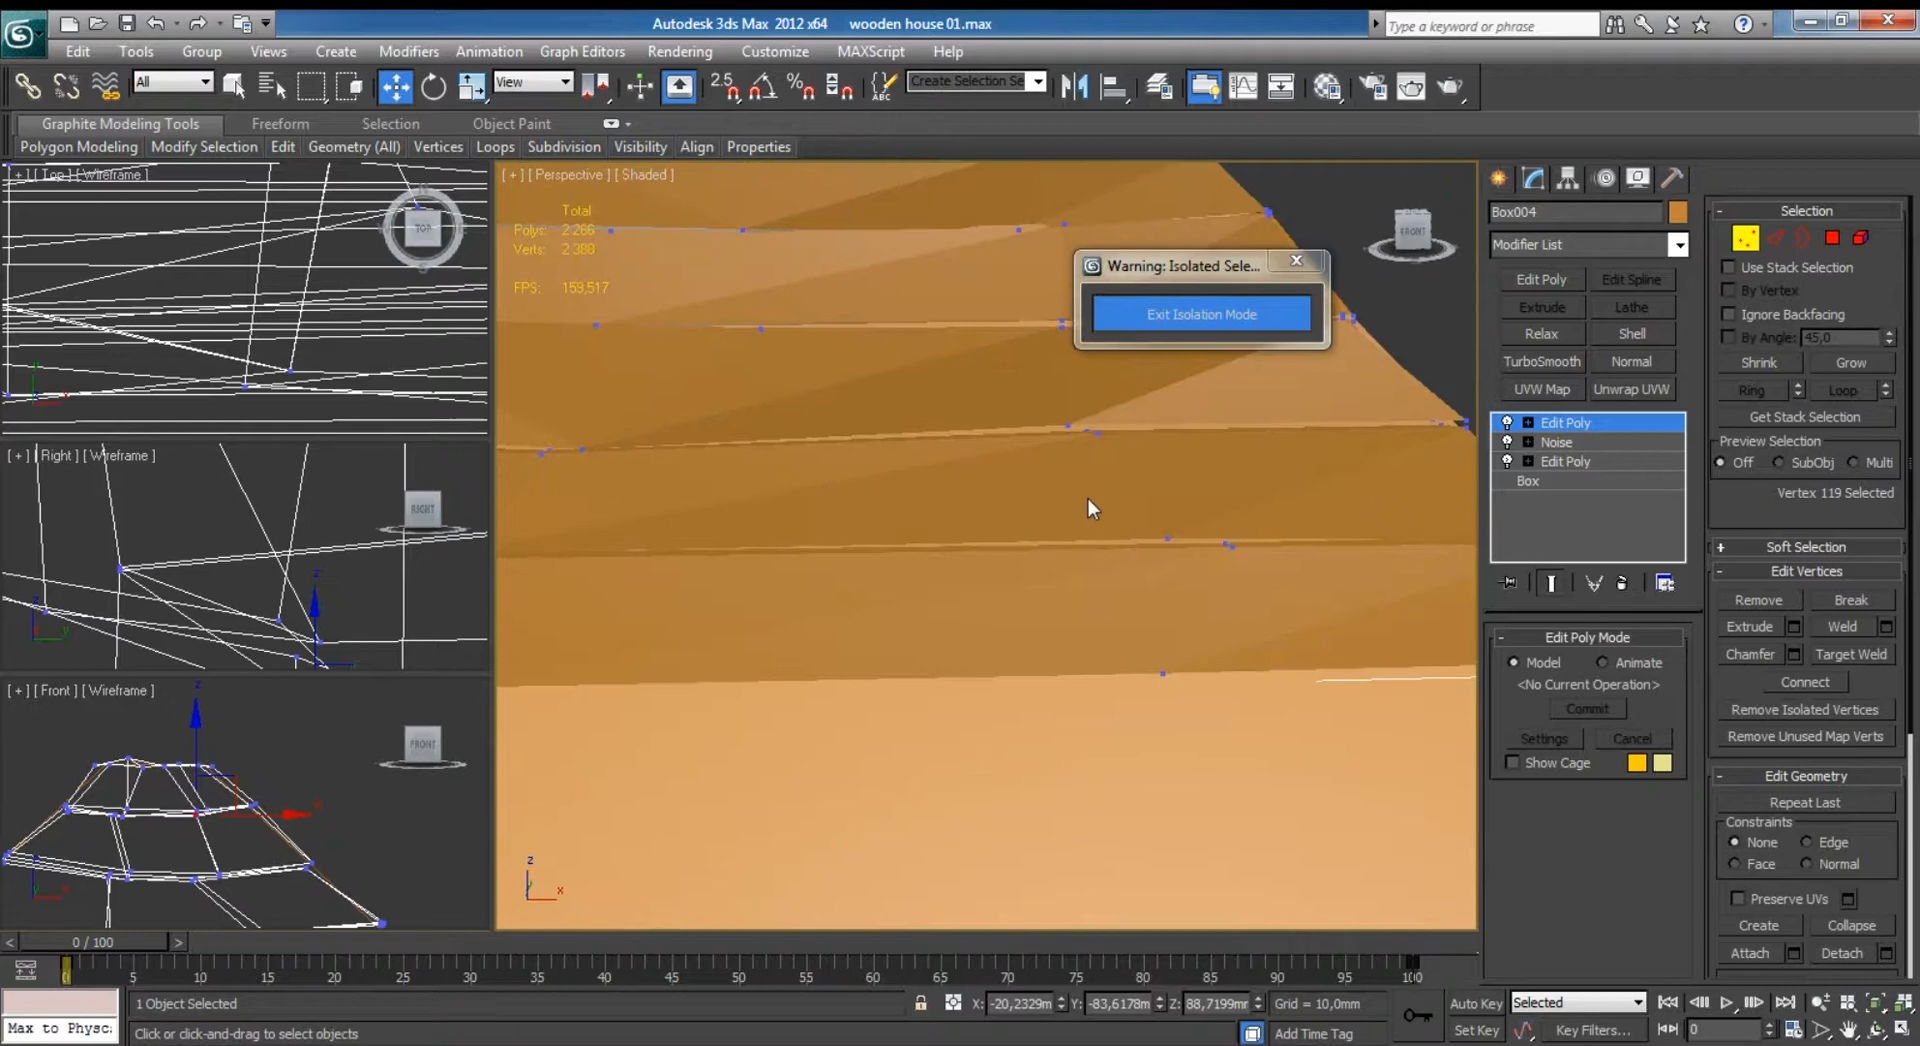 Autodesk 3ds Max 2012 x64 wooden house 01.max
Type a keyword or phrase
Edit Tools Group Views Create Modifiers Animation Graph Editors Rendering Customize MAXScript Help
All
View
2.5
%
ABC
Create Selection Se
Graphite Modeling Tools Freeform Selection Object Paint
Polygon Modeling Modify Selection Edit Geometry (All) Vertices Loops Subdivision Visibility Align Properties
[ + ] [ Top ] [ Wireframe ]
TOP
[ + ] [ Right ] [ Wireframe ]
RIGHT
z
y
[ + ] [ Front ] [ Wireframe ]
z
x
FRONT
[ + ] [ Perspective ] [ Shaded ]
Total
Polys: 2 266
Verts: 2 388
FPS: 159,517
FRONT
Warning: Isolated Sele...
Exit Isolation Mode
z
x
Box004
Modifier List
Edit Poly Edit Spline
Extrude Lathe
Relax Shell
TurboSmooth Normal
UVW Map Unwrap UVW
Edit Poly
Noise
Edit Poly
Box
- Edit Poly Mode
Model Animate
<No Current Operation>
Commit
Settings Cancel
Show Cage
- Selection
Use Stack Selection
By Vertex
Ignore Backfacing
By Angle: 45,0
Shrink Grow
Ring Loop
Get Stack Selection
Preview Selection
Off SubObj Multi
Vertex 119 Selected
+ Soft Selection
- Edit Vertices
Remove Break
Extrude Weld
Chamfer Target Weld
Connect
Remove Isolated Vertices
Remove Unused Map Verts
- Edit Geometry
Repeat Last
Constraints
None Edge
Face Normal
Preserve UVs
Create Collapse
Attach Detach
< 0 / 100 >
0 5 10 15 20 25 30 35 40 45 50 55 60 65 70 75 80 85 90 95 100
1 Object Selected
X: -20,2329m Y: -83,6178m Z: 88,7199mr Grid = 10,0mm
Auto Key Selected
Max to Physc:
Click or click-and-drag to select objects
Add Time Tag
Set Key Key Filters... 0